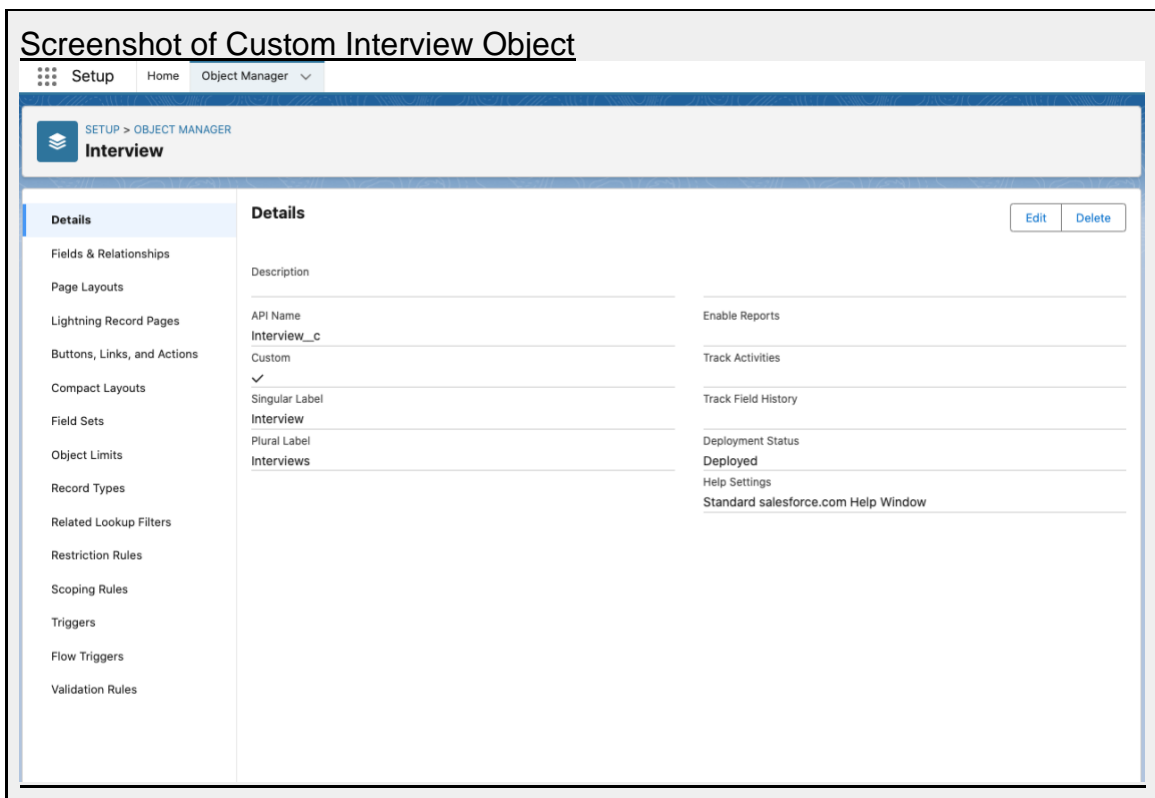 Screenshot of Custom Interview Object
Setup Home Object Manager
SETUP > OBJECT MANAGER
Interview
Details
Fields & Relationships
Page Layouts
Lightning Record Pages
Buttons, Links, and Actions
Compact Layouts
Field Sets
Object Limits
Record Types
Related Lookup Filters
Restriction Rules
Scoping Rules
Triggers
Flow Triggers
Validation Rules
Details
Edit Delete
Description
API Name
Interview__c
Custom
Singular Label
Interview
Plural Label
Interviews
Enable Reports
Track Activities
Track Field History
Deployment Status
Deployed
Help Settings
Standard salesforce.com Help Window